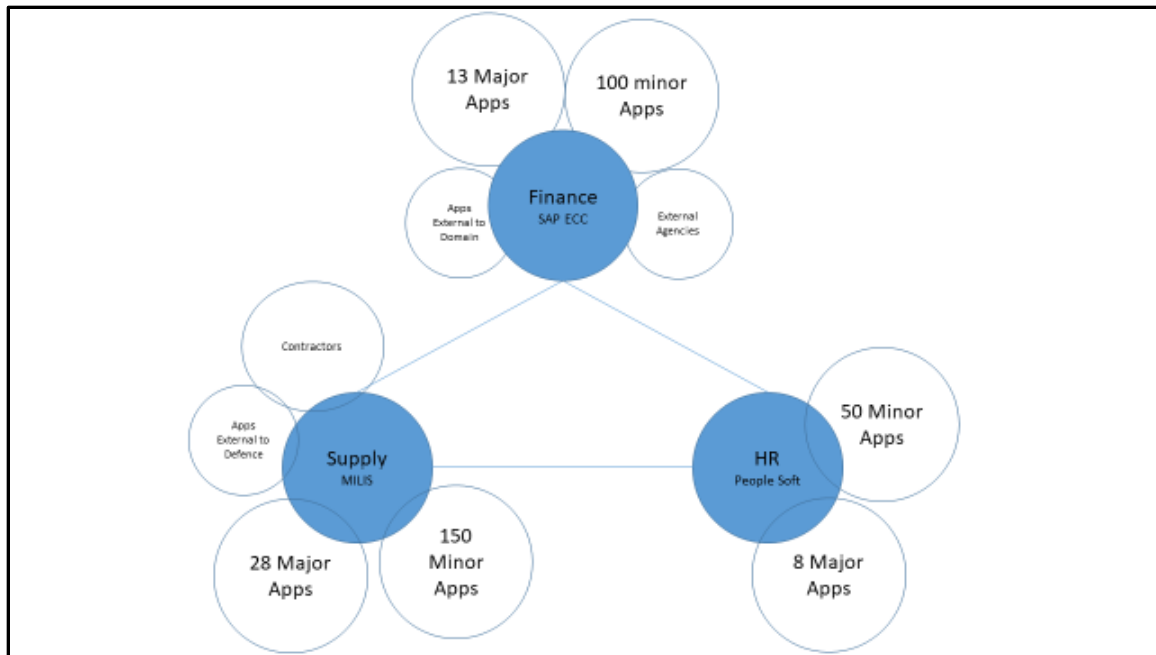 13 Major
Apps
100 minor
Apps
Finance
SAP ECC
Apps
External to
Domain
External
Agencies
Contractors
Apps
External to
Defence
Supply
MILIS
28 Major
Apps
150
Minor
Apps
50 Minor
Apps
HR
People Soft
8 Major
Apps